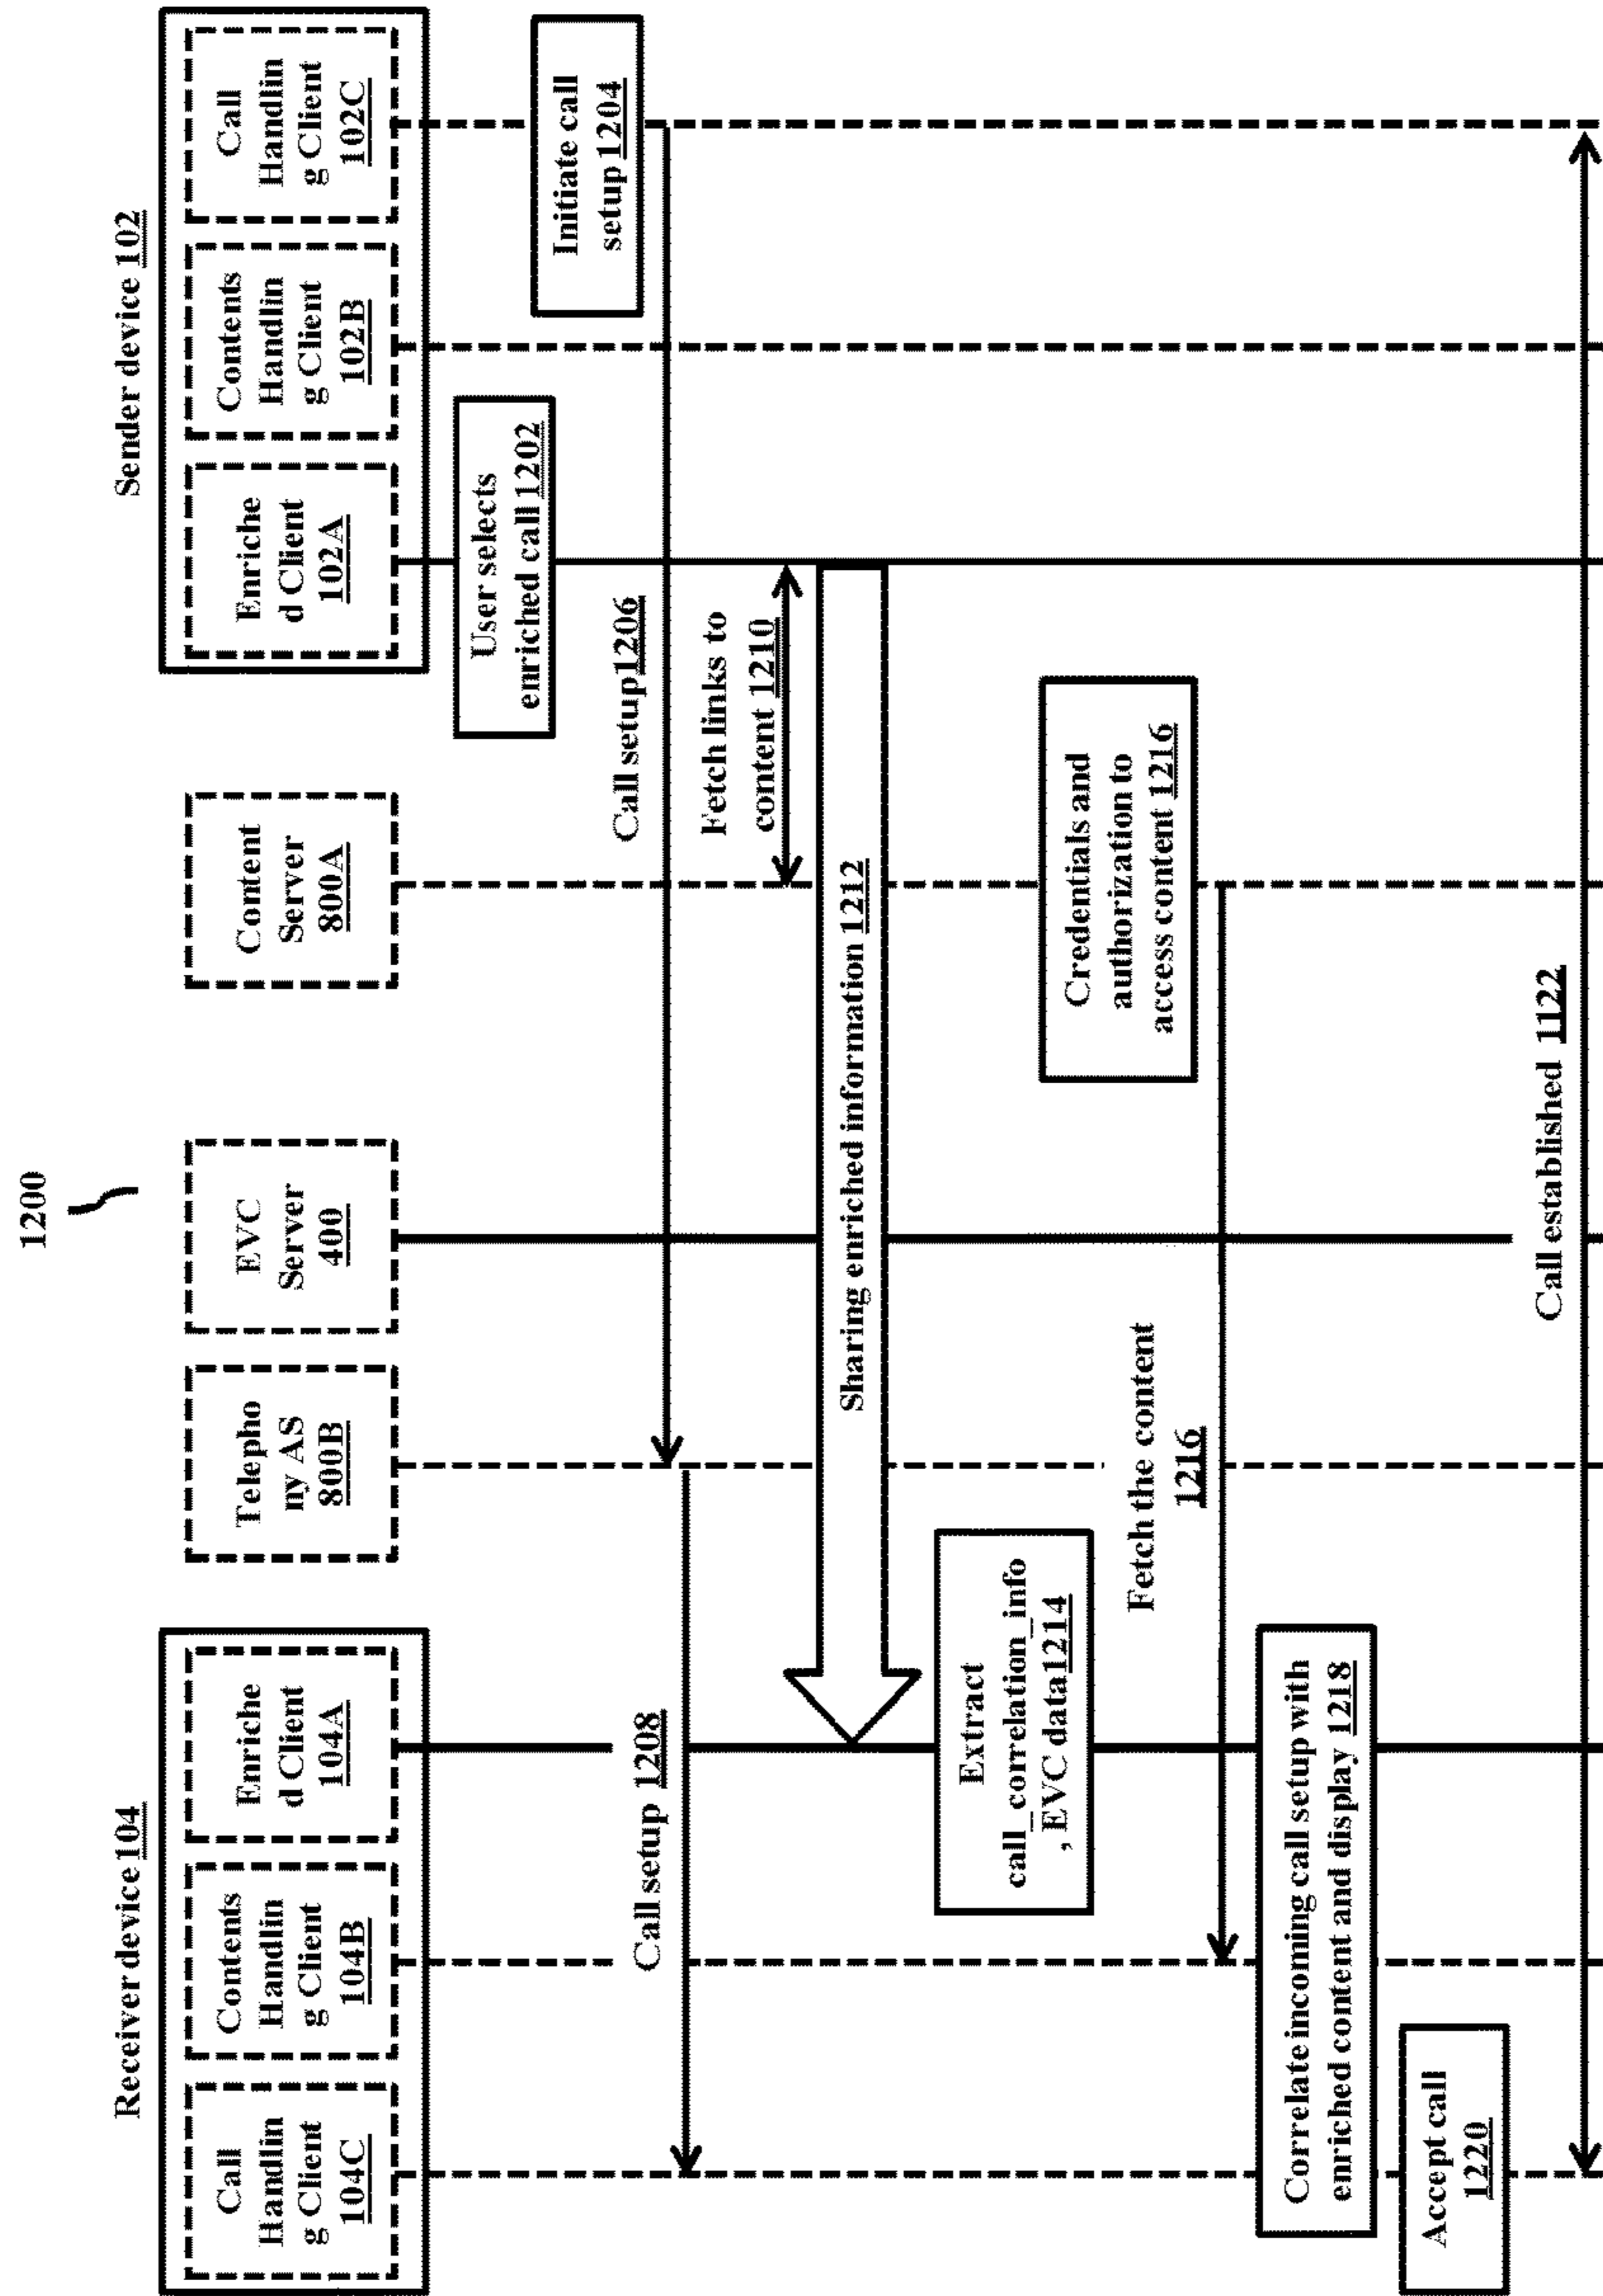 1200
Receiver device 104
Sender device 102
Call
Handlin
g Client
104C
Contents
Handlin
g Client
104B
Enriche
d Client
104A
Telepho
ny AS
800B
EVC
Server
400
Content
Server
800A
Enriche
d Client
102A
Contents
Handlin
g Client
102B
Call
Handlin
g Client
102C
User selects
enriched call 1202
Initiate call
setup 1204
Call setup1206
Call setup 1208
Fetch links to
content 1210
Sharing enriched information 1212
Extract
call_correlation_info
, EVC data1214
Credentials and
authorization to
access content 1216
Fetch the content
1216
Correlate incoming call setup with
enriched content and display 1218
Accept call
1220
Call established 1122